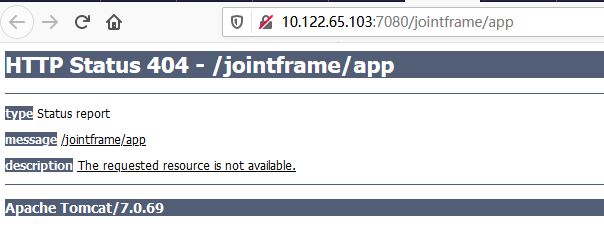 10.122.65.103:7080/jointframe/app
HTTP Status 404 - /jointframe/app
type Status report
message /jointframe/app
description The requested resource is not available.
Apache Tomcat/7.0.69